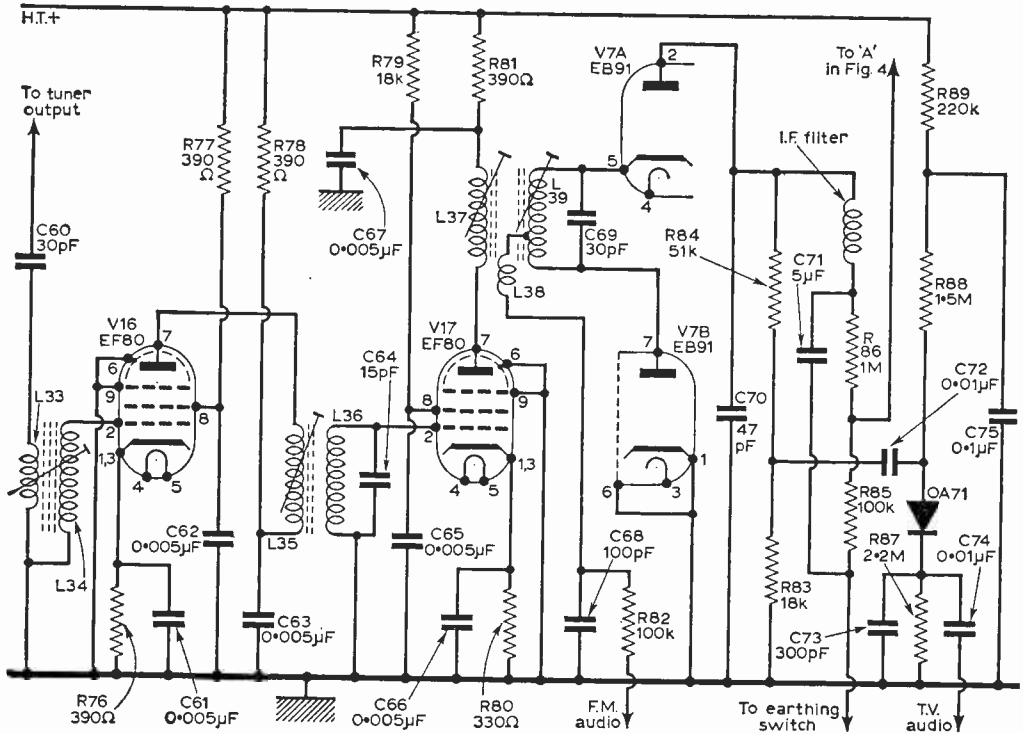 H.T.+
To tuner
output
C60
30pF
L33
L34
V16
EF80
7
6
9
2
8
1,3
4
5
R76
390Ω
C61
0·005µF
R77
390
Ω
R78
390
Ω
C62
0·005µF
C63
0·005µF
L35
L36
C64
15pF
R79
18k
R81
390Ω
C67
0·005µF
L37
L
39
L38
C69
30pF
V17
EF80
7
6
8
9
2
1,3
4
5
C65
0·005µF
C66
0·005µF
R80
330Ω
C68
100pF
R82
100k
F.M.
audio
V7A
EB91
2
5
4
V7B
EB91
7
1
6
3
C70
47
pF
R84
51k
R83
18k
To 'A'
in Fig. 4
I.F. filter
C71
5µF
R
86
1M
R85
100k
To earthing
switch
C72
0·01µF
R89
220k
R88
1·5M
C75
0·1µF
OA71
R87
2·2M
C74
0·01µF
C73
300pF
T.V.
audio